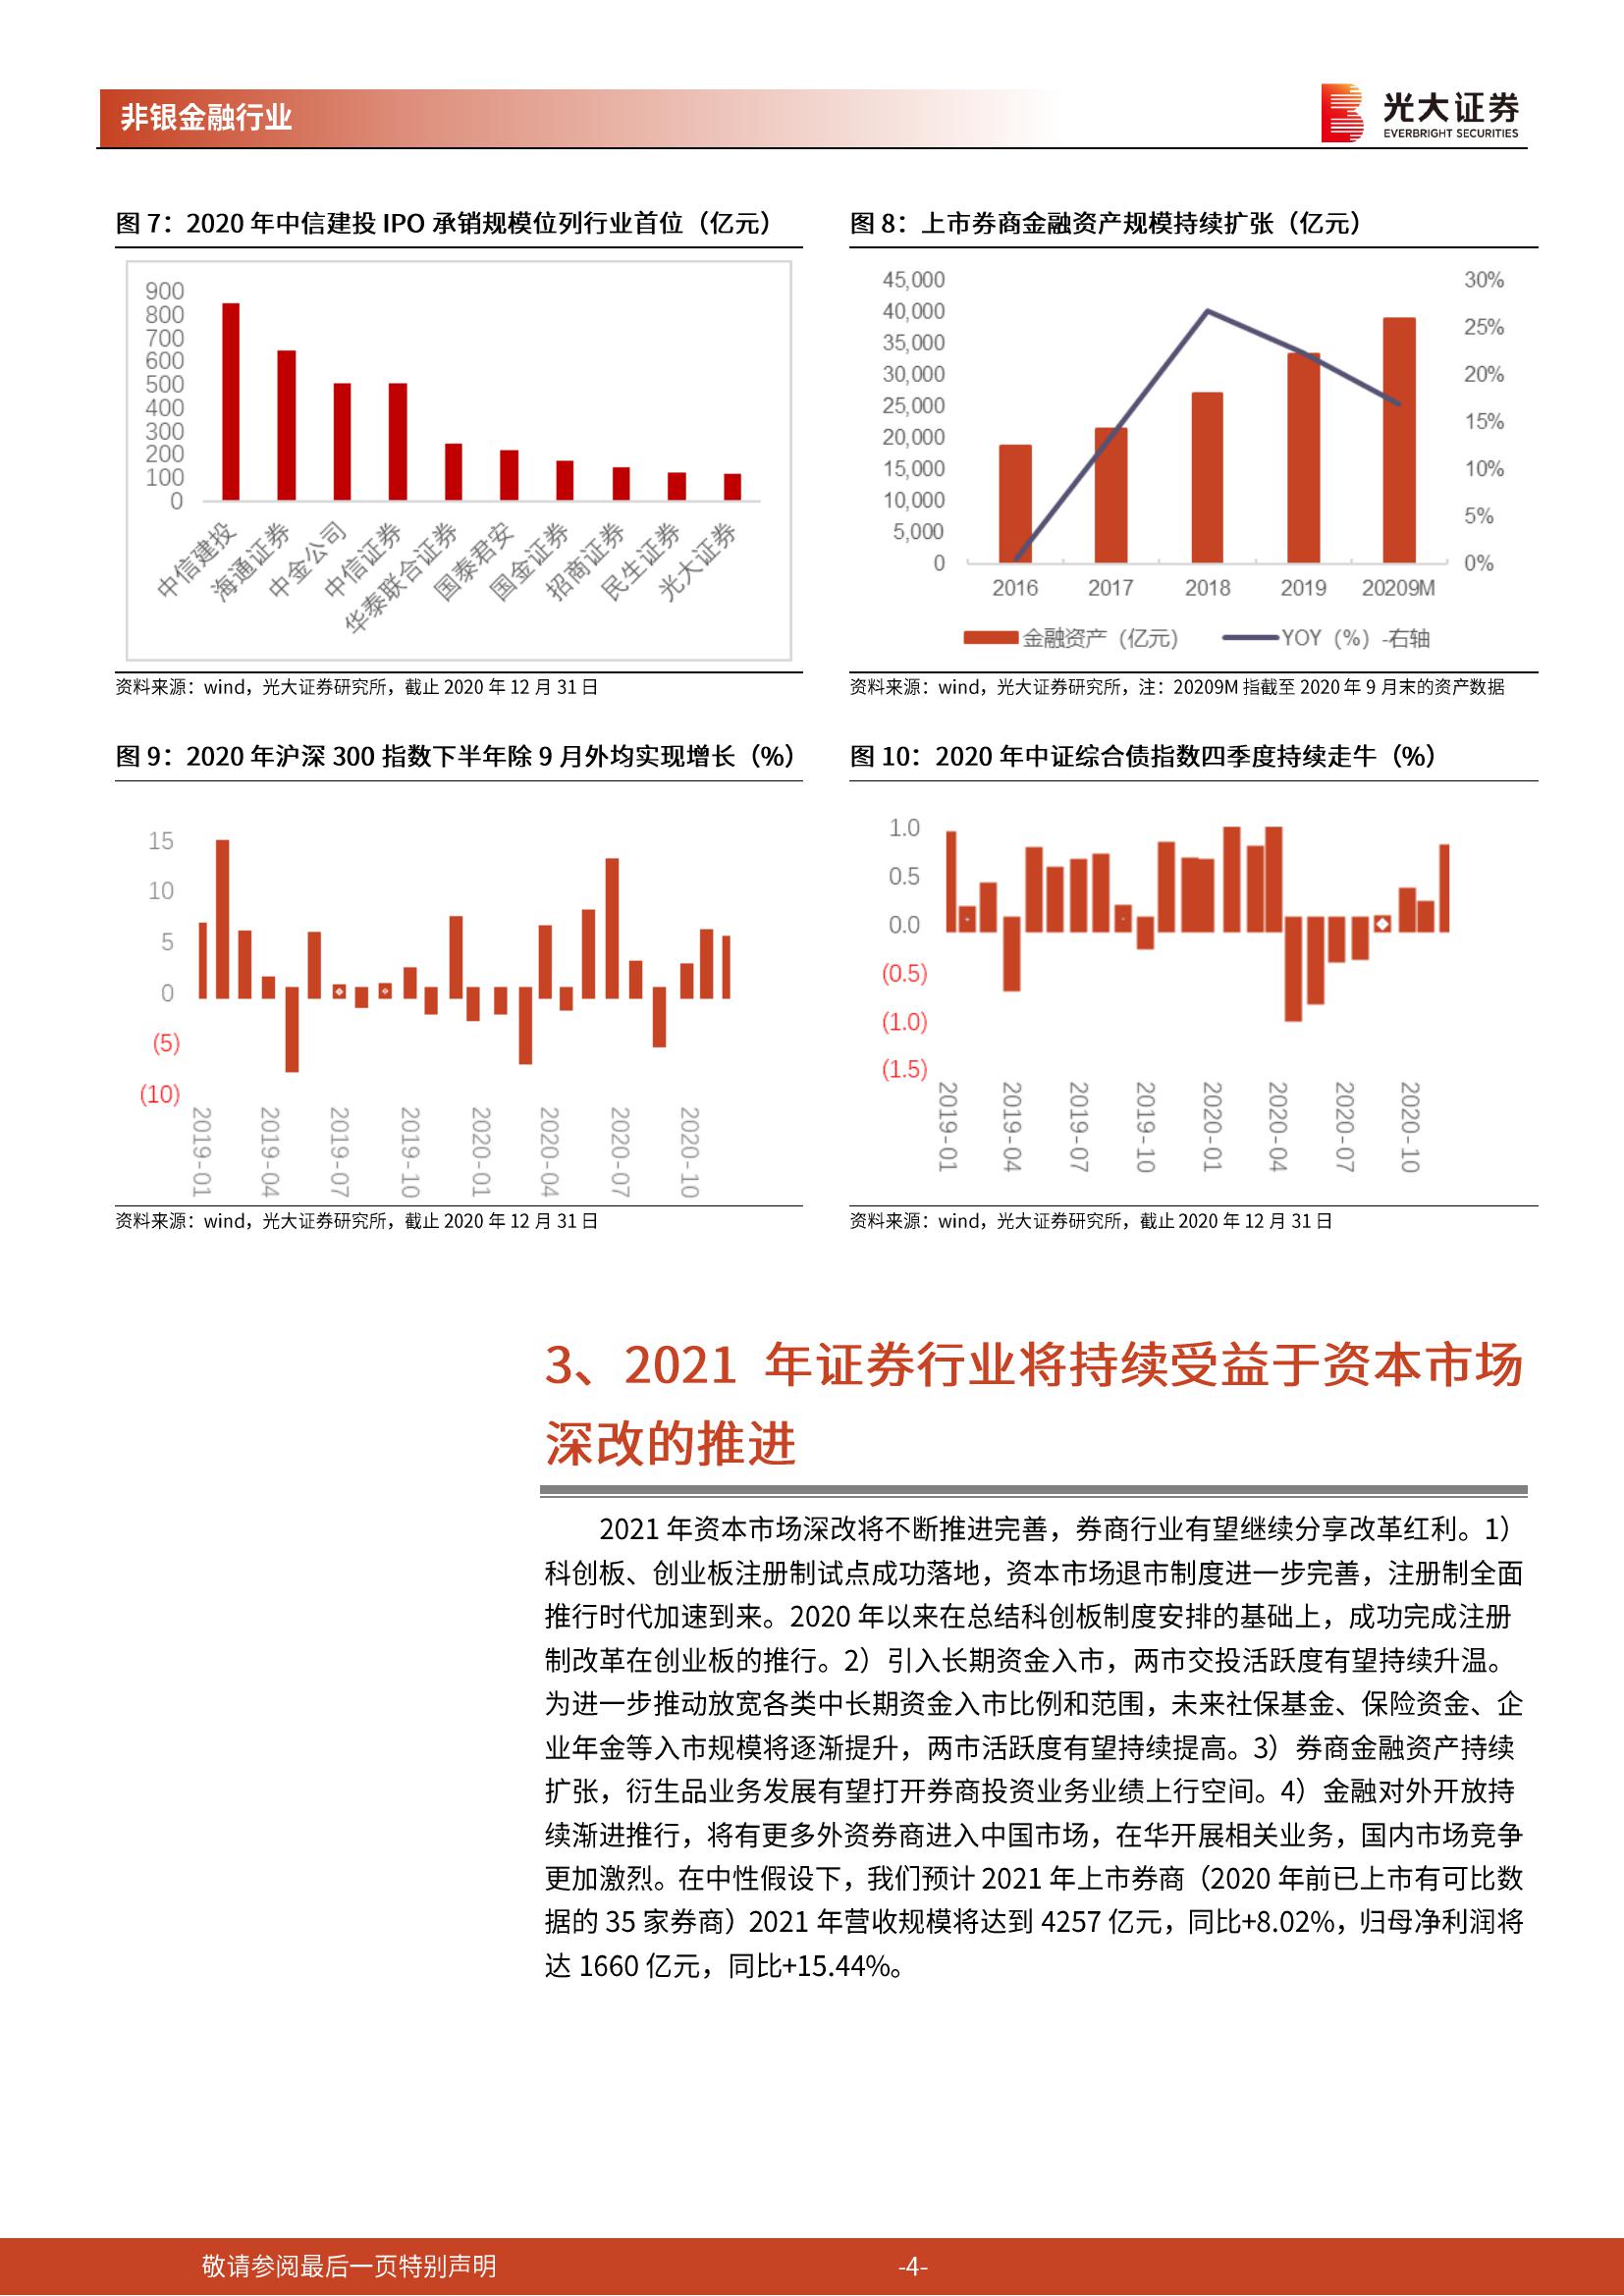 非银金融行业
光大证券
EVERBRIGHT SECURITIES
图 7：2020 年中信建投 IPO 承销规模位列行业首位（亿元）
900
800
700
600
500
400
300
200
100
0
中信建投
海通证券
中金公司
中信证券
华泰联合证券
国泰君安
国金证券
招商证券
民生证券
光大证券
资料来源：wind，光大证券研究所，截止 2020 年 12 月 31 日
图 8：上市券商金融资产规模持续扩张（亿元）
45,000
40,000
35,000
30,000
25,000
20,000
15,000
10,000
5,000
0
30%
25%
20%
15%
10%
5%
0%
2016 2017 2018 2019 20209M
金融资产（亿元） YOY（%）-右轴
资料来源：wind，光大证券研究所，注：20209M 指截至 2020 年 9 月末的资产数据
图 9：2020 年沪深 300 指数下半年除 9 月外均实现增长（%）
15
10
5
0
(5)
(10)
2019-01
2019-04
2019-07
2019-10
2020-01
2020-04
2020-07
2020-10
资料来源：wind，光大证券研究所，截止 2020 年 12 月 31 日
图 10：2020 年中证综合债指数四季度持续走牛（%）
1.0
0.5
0.0
(0.5)
(1.0)
(1.5)
2019-01
2019-04
2019-07
2019-10
2020-01
2020-04
2020-07
2020-10
资料来源：wind，光大证券研究所，截止 2020 年 12 月 31 日
3、2021 年证券行业将持续受益于资本市场
深改的推进
2021 年资本市场深改将不断推进完善，券商行业有望继续分享改革红利。1）
科创板、创业板注册制试点成功落地，资本市场退市制度进一步完善，注册制全面
推行时代加速到来。2020 年以来在总结科创板制度安排的基础上，成功完成注册
制改革在创业板的推行。2）引入长期资金入市，两市交投活跃度有望持续升温。
为进一步推动放宽各类中长期资金入市比例和范围，未来社保基金、保险资金、企
业年金等入市规模将逐渐提升，两市活跃度有望持续提高。3）券商金融资产持续
扩张，衍生品业务发展有望打开券商投资业务业绩上行空间。4）金融对外开放持
续渐进推行，将有更多外资券商进入中国市场，在华开展相关业务，国内市场竞争
更加激烈。在中性假设下，我们预计 2021 年上市券商（2020 年前已上市有可比数
据的 35 家券商）2021 年营收规模将达到 4257 亿元，同比+8.02%，归母净利润将
达 1660 亿元，同比+15.44%。
敬请参阅最后一页特别声明
-4-